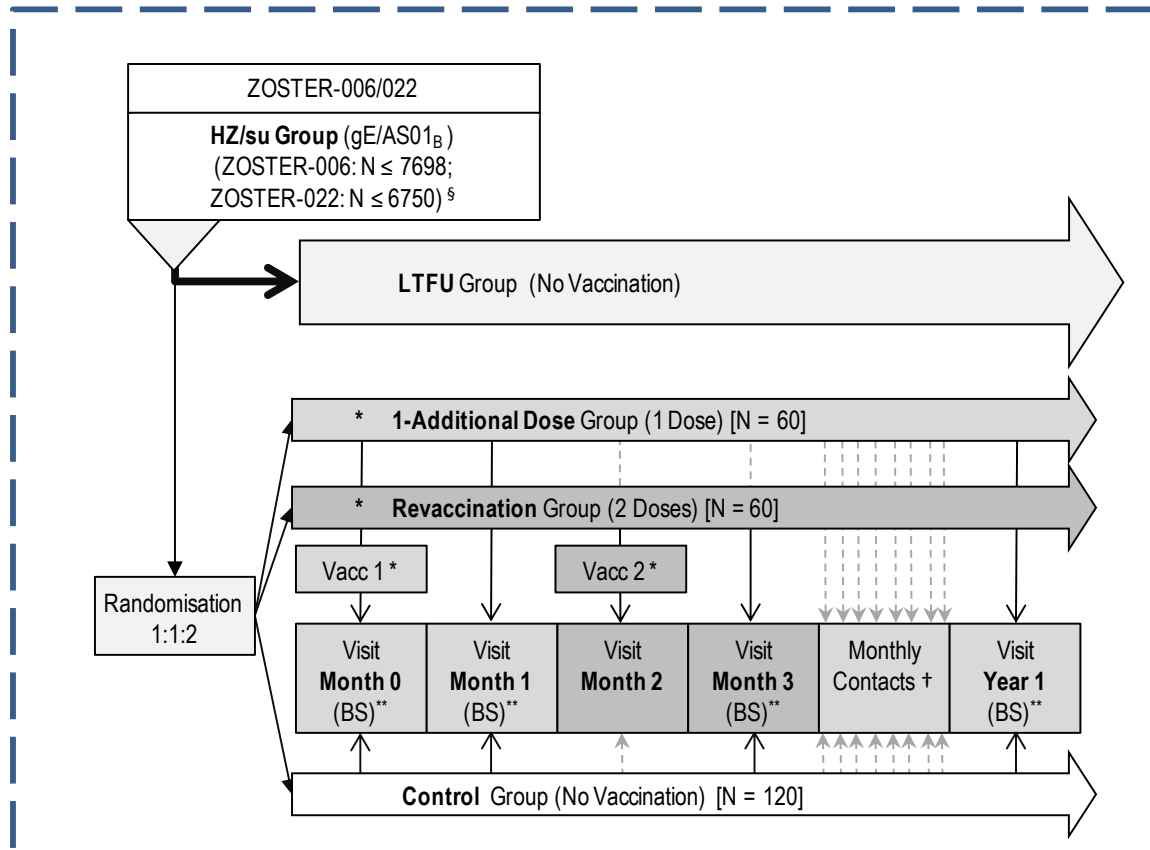 ZOSTER-006/022
HZ/su Group (gE/AS01B)
(ZOSTER-006: N ≤ 7698;
ZOSTER-022: N ≤ 6750) §
LTFU Group (No Vaccination)
* 1-Additional Dose Group (1 Dose) [N = 60]
* Revaccination Group (2 Doses) [N = 60]
Vacc 1 *
Vacc 2 *
Randomisation
1:1:2
Visit
Month 0
(BS)**
Visit
Month 1
(BS)**
Visit
Month 2
Visit
Month 3
(BS)**
Monthly
Contacts †
Visit
Year 1
(BS)**
Control Group (No Vaccination) [N = 120]